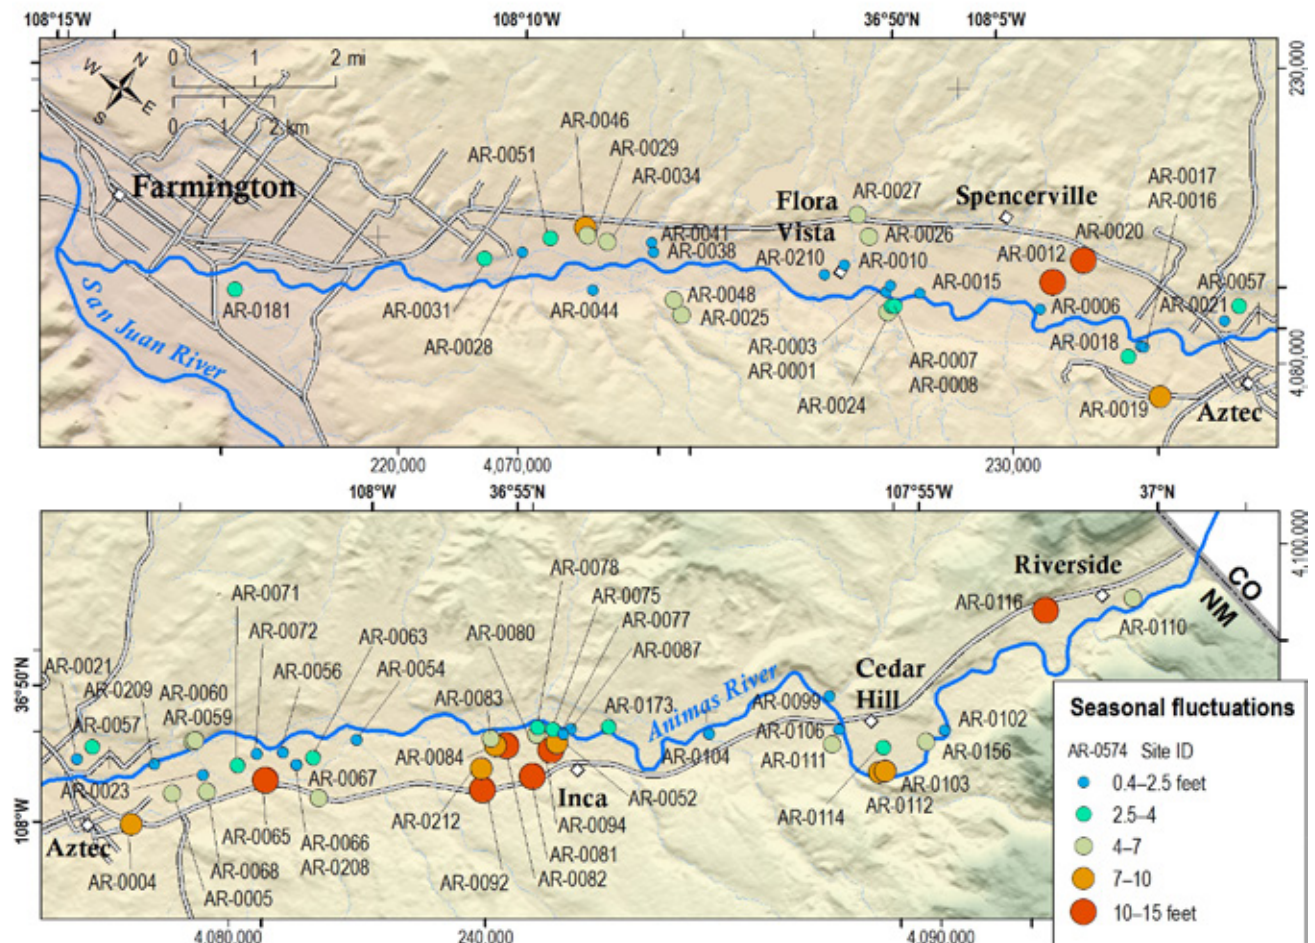 108°15'W
108°10'W
36°50'N
108°5'W
230,000
N
W
E
S
0 1 2 mi
0 1 2 km
AR-0046
AR-0029
AR-0051
AR-0034
AR-0017
AR-0016
Farmington
Flora
Vista
AR-0027
Spencerville
AR-0041
AR-0038
AR-0026
AR-0020
AR-0012
AR-0210
AR-0010
AR-0015
AR-0057
San Juan River
AR-0181
AR-0031
AR-0044
AR-0048
AR-0025
AR-0006
AR-0021
AR-0028
AR-0003
AR-0001
AR-0007
AR-0008
AR-0018
AR-0024
AR-0019
Aztec
4,080,000
220,000
4,070,000
230,000
108°W
36°55'N
107°55'W
37°N
4,100,000
CO
NM
Riverside
AR-0078
AR-0071
AR-0075
AR-0116
AR-0072
AR-0063
AR-0080
AR-0077
AR-0110
AR-0056
AR-0054
AR-0087
AR-0021
AR-0209
AR-0060
AR-0059
AR-0083
AR-0173
Animas River
Cedar
Hill
AR-0099
AR-0057
AR-0106
AR-0102
AR-0084
AR-0104
AR-0111
AR-0156
AR-0023
AR-0067
AR-0052
AR-0103
Inca
AR-0114
AR-0112
AR-0212
AR-0094
Aztec
AR-0065
AR-0066
AR-0208
AR-0081
AR-0004
AR-0068
AR-0092
AR-0082
AR-0005
36°50'N
108°W
4,080,000
240,000
4,090,000
Seasonal fluctuations
AR-0574 Site ID
0.4–2.5 feet
2.5–4
4–7
7–10
10–15 feet